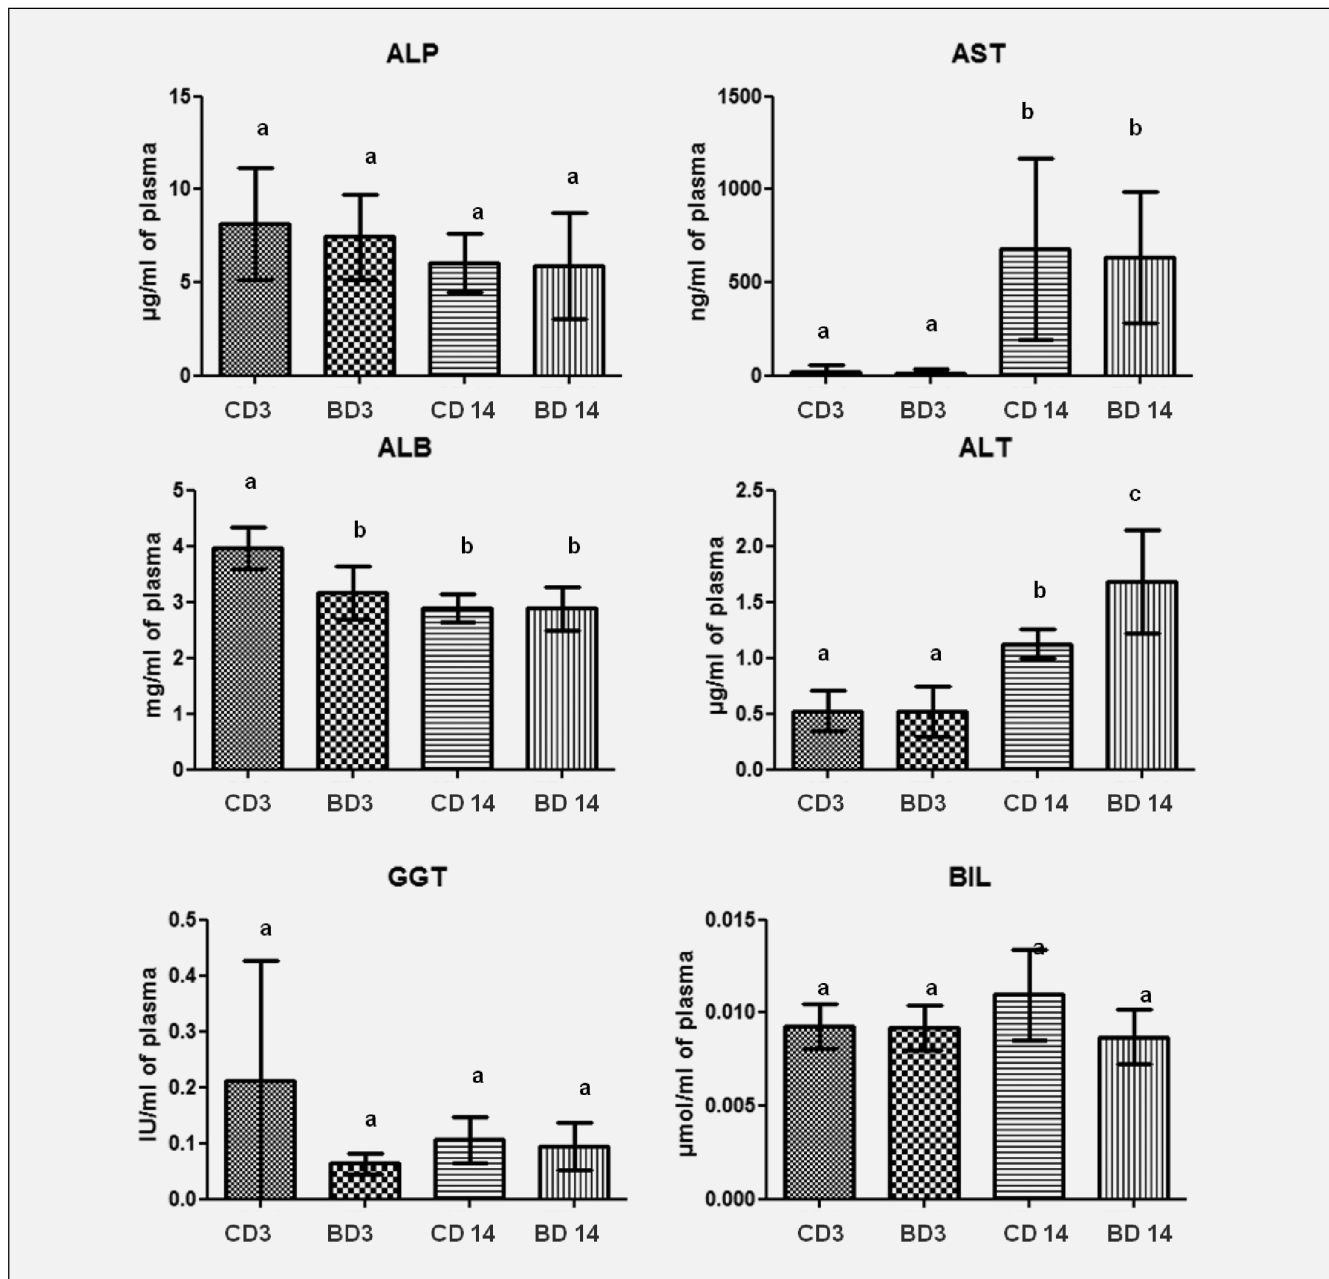 ALP
15
10
5
0
µg/ml of plasma
a
a
a
a
CD3 BD3 CD 14 BD 14
AST
1500
1000
500
0
ng/ml of plasma
a
a
b
b
CD3 BD3 CD 14 BD 14
ALB
5
4
3
2
1
0
mg/ml of plasma
a
b
b
b
CD3 BD3 CD 14 BD 14
ALT
2.5
2.0
1.5
1.0
0.5
0.0
µg/ml of plasma
a
a
b
c
CD3 BD3 CD 14 BD 14
GGT
0.5
0.4
0.3
0.2
0.1
0.0
IU/ml of plasma
a
a
a
a
CD3 BD3 CD 14 BD 14
BIL
0.015
0.010
0.005
0.000
µmol/ml of plasma
a
a
a
a
CD3 BD3 CD 14 BD 14